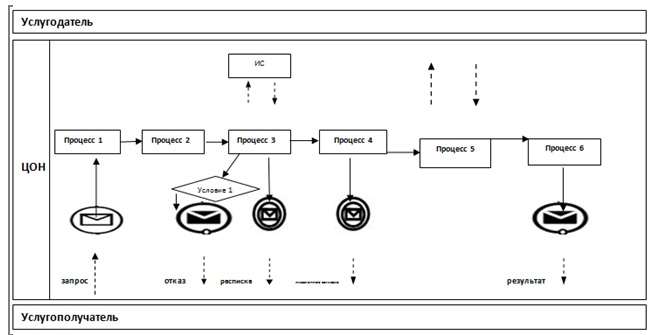 Услугодатель
ИС
Процесс 1
Процесс 2
Процесс 3
Процесс 4
Процесс 5
Процесс 6
ЦОН
Условие 1
запрос
отказ
расписка
результат
Услугополучатель